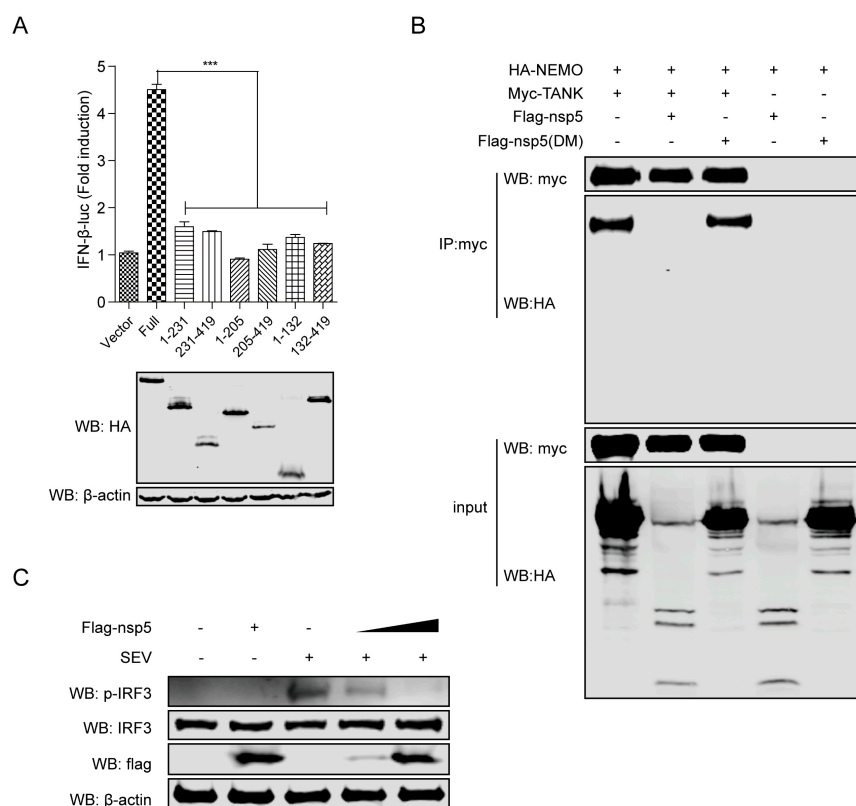 A
IFN-β-luc (Fold induction)
5
4
3
2
1
0
***
Vector
Full
1-231
231-419
1-205
205-419
1-132
132-419
WB: HA
WB: β-actin
B
HA-NEMO + + + + +
Myc-TANK + + + - -
Flag-nsp5 - + - + -
Flag-nsp5(DM) - - + - +
IP:myc
WB: myc
WB:HA
input
WB: myc
WB:HA
C
Flag-nsp5 - + -
SEV - - + + +
WB: p-IRF3
WB: IRF3
WB: flag
WB: β-actin